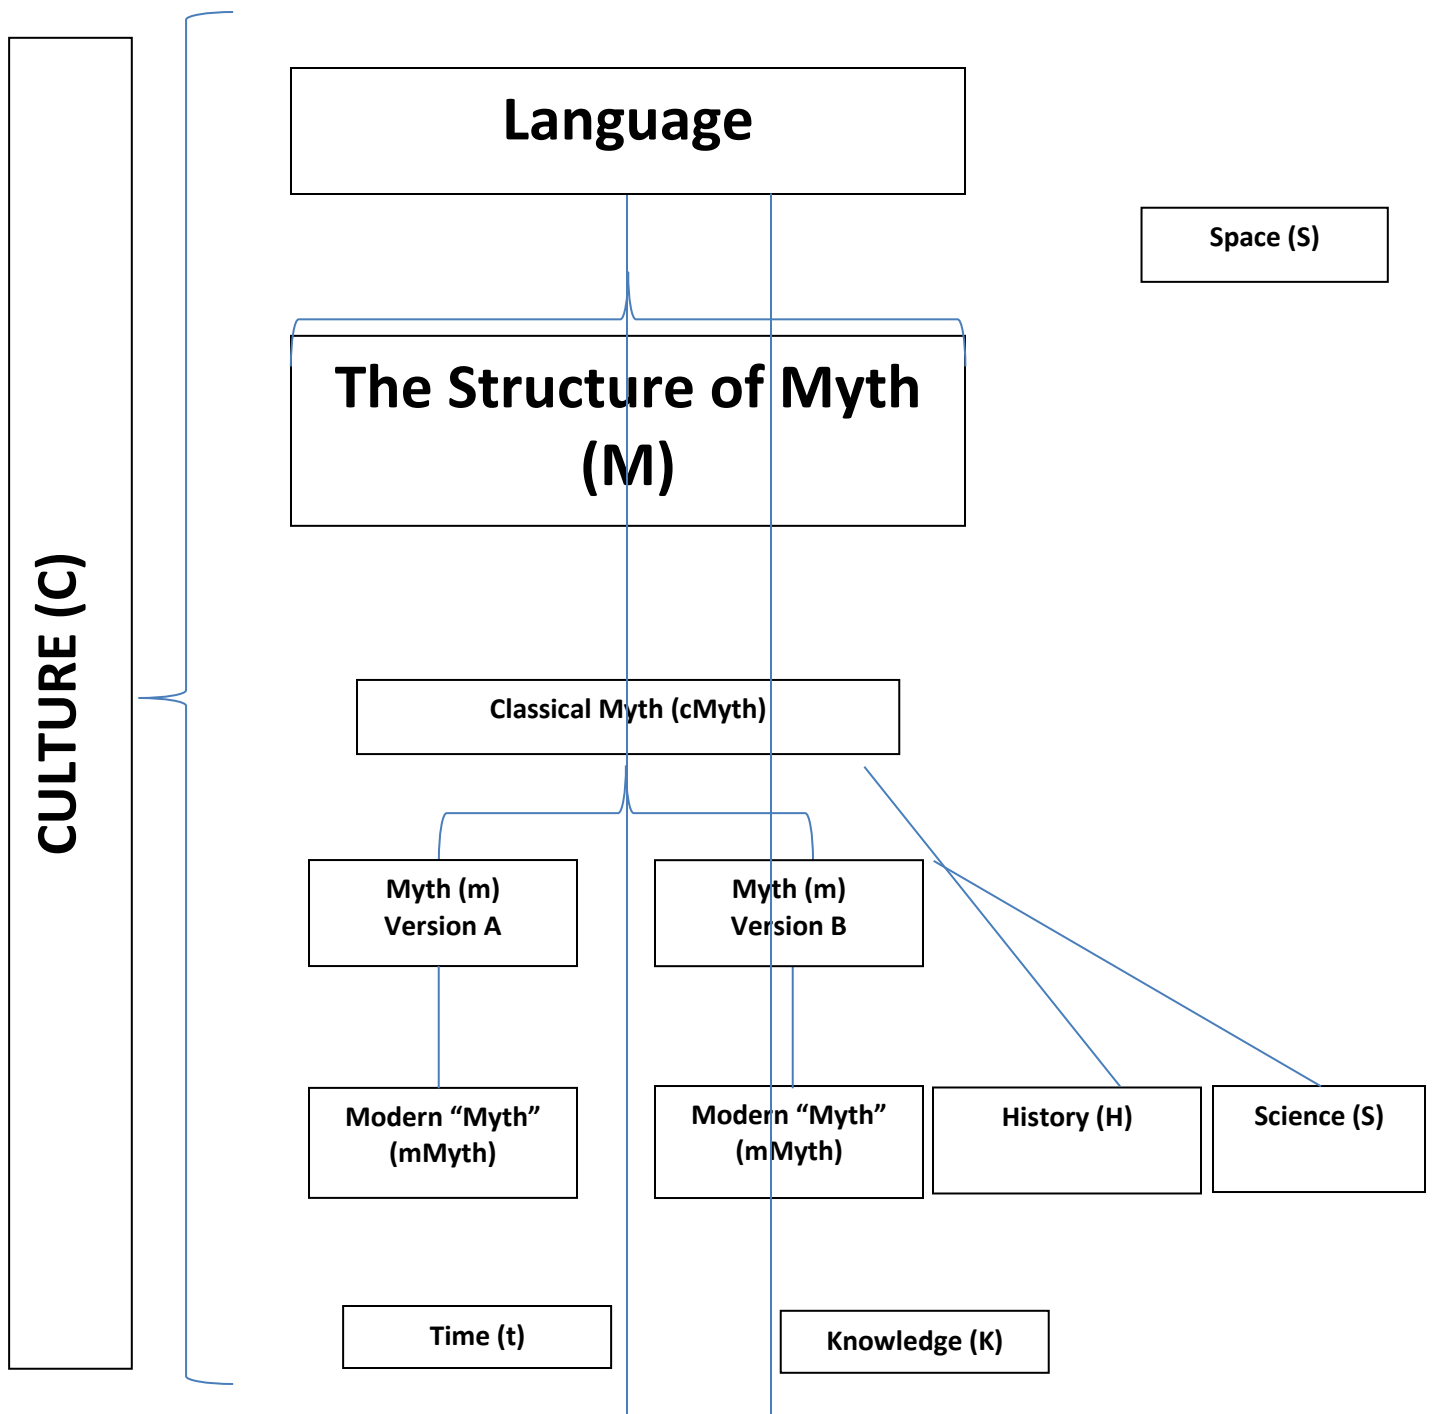 CULTURE (C)
Language
Space (S)
The Structure of Myth
(M)
Classical Myth (cMyth)
Myth (m)
Version A
Myth (m)
Version B
Modern “Myth”
(mMyth)
Modern “Myth”
(mMyth)
History (H)
Science (S)
Time (t)
Knowledge (K)